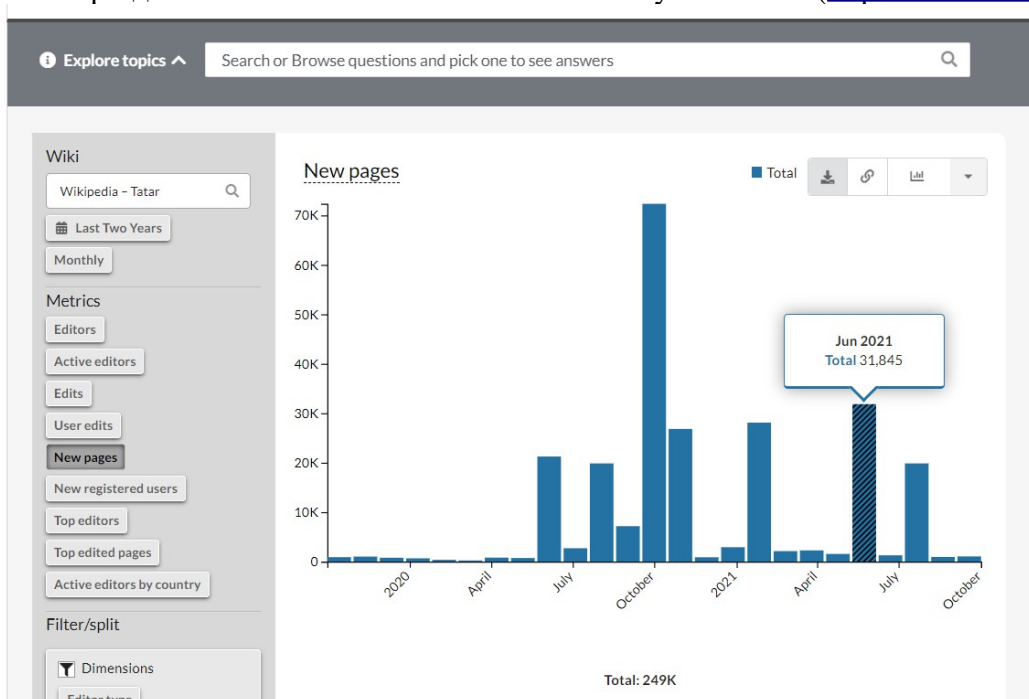 Explore topics
Search or Browse questions and pick one to see answers
Wiki
Wikipedia – Tatar
Last Two Years
Monthly
Metrics
Editors
Active editors
Edits
User edits
New pages
New registered users
Top editors
Top edited pages
Active editors by country
Filter/split
Dimensions
Editor type
New pages
Total
70K
60K
50K
40K
30K
20K
10K
0
Jun 2021
Total 31,845
2020
April
July
October
2021
April
July
October
Total: 249K